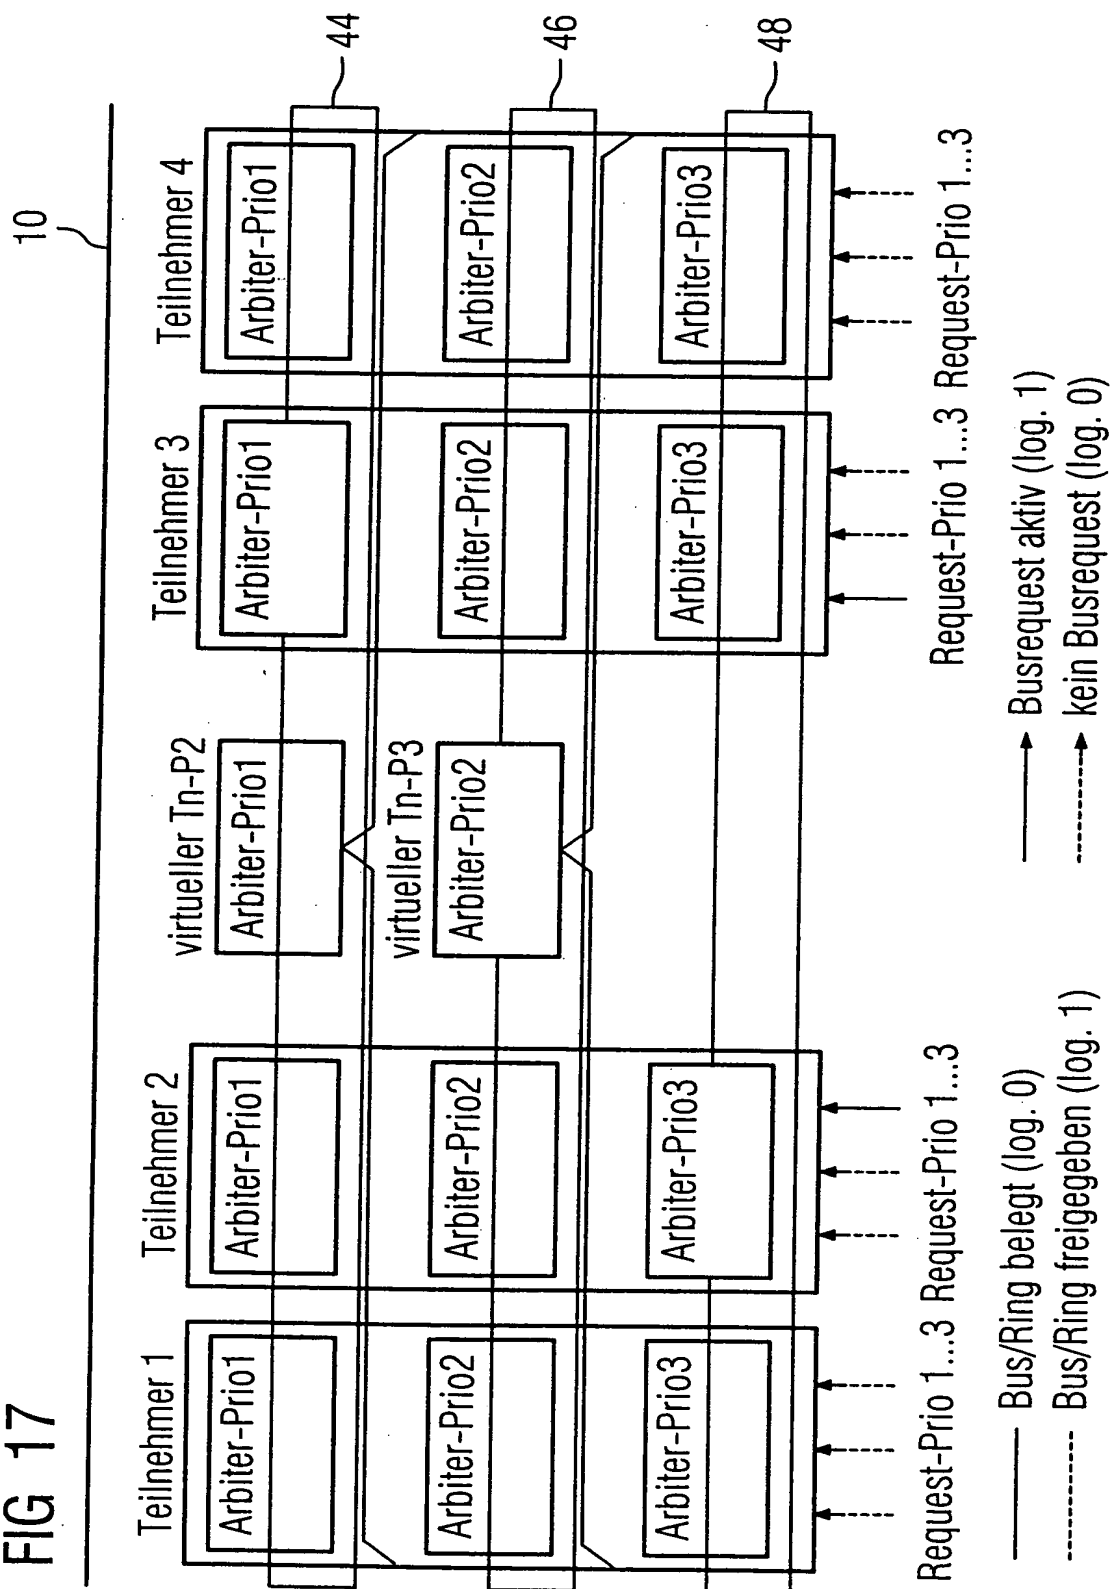 FIG 17
10
Teilnehmer 1
Teilnehmer 2
virtueller Tn-P2
Teilnehmer 3
Teilnehmer 4
Arbiter-Prio1
Arbiter-Prio1
Arbiter-Prio1
Arbiter-Prio1
Arbiter-Prio1
44
virtueller Tn-P3
Arbiter-Prio2
Arbiter-Prio2
Arbiter-Prio2
Arbiter-Prio2
Arbiter-Prio2
46
Arbiter-Prio3
Arbiter-Prio3
Arbiter-Prio3
Arbiter-Prio3
48
Request-Prio 1...3
Request-Prio 1...3
Request-Prio 1...3
Request-Prio 1...3
Bus/Ring belegt (log. 0)
Bus/Ring freigegeben (log. 1)
Busrequest aktiv (log. 1)
kein Busrequest (log. 0)